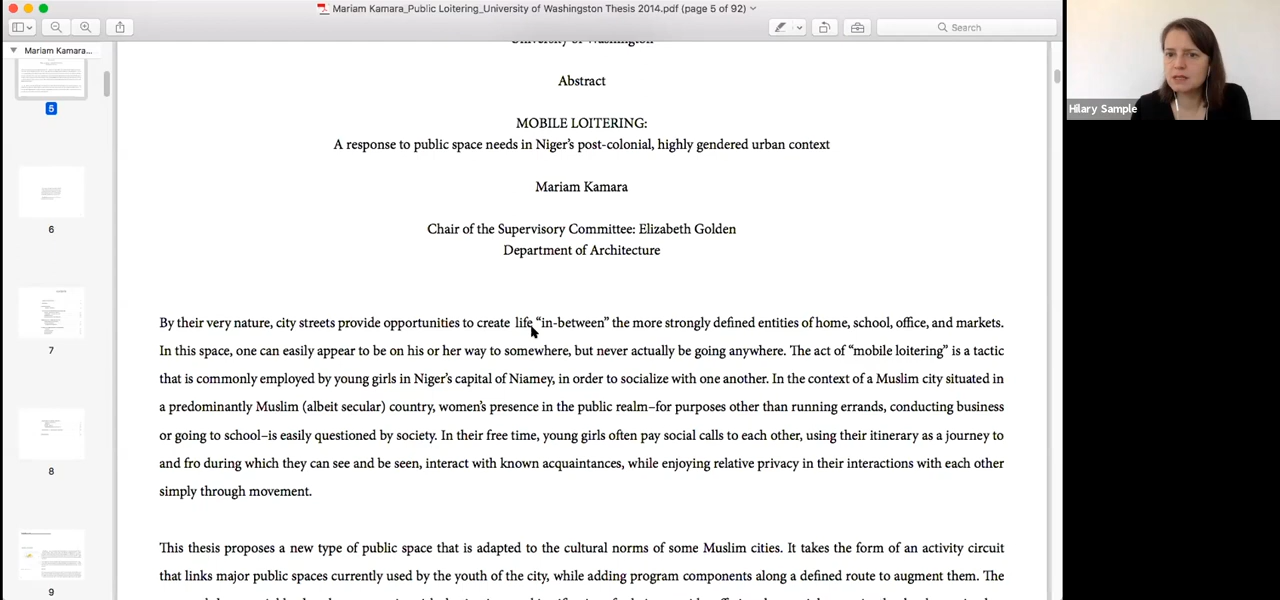 Mariam Kamara_Public Loitering_University of Washingston Thesis 2014.pdf (page 5 of 92)
Search
Mariam Kamara...
Hilary Sample
5
6
7
8
9
University of Washington
Abstract
MOBILE LOITERING:
A response to public space needs in Niger’s post-colonial, highly gendered urban context
Mariam Kamara
Chair of the Supervisory Committee: Elizabeth Golden
Department of Architecture
By their very nature, city streets provide opportunities to create life “in-between” the more strongly defined entities of home, school, office, and markets.
In this space, one can easily appear to be on his or her way to somewhere, but never actually be going anywhere. The act of “mobile loitering” is a tactic
that is commonly employed by young girls in Niger’s capital of Niamey, in order to socialize with one another. In the context of a Muslim city situated in
a predominantly Muslim (albeit secular) country, women’s presence in the public realm–for purposes other than running errands, conducting business
or going to school–is easily questioned by society. In their free time, young girls often pay social calls to each other, using their itinerary as a journey to
and fro during which they can see and be seen, interact with known acquaintances, while enjoying relative privacy in their interactions with each other
simply through movement.
This thesis proposes a new type of public space that is adapted to the cultural norms of some Muslim cities. It takes the form of an activity circuit
that links major public spaces currently used by the youth of the city, while adding program components along a defined route to augment them. The